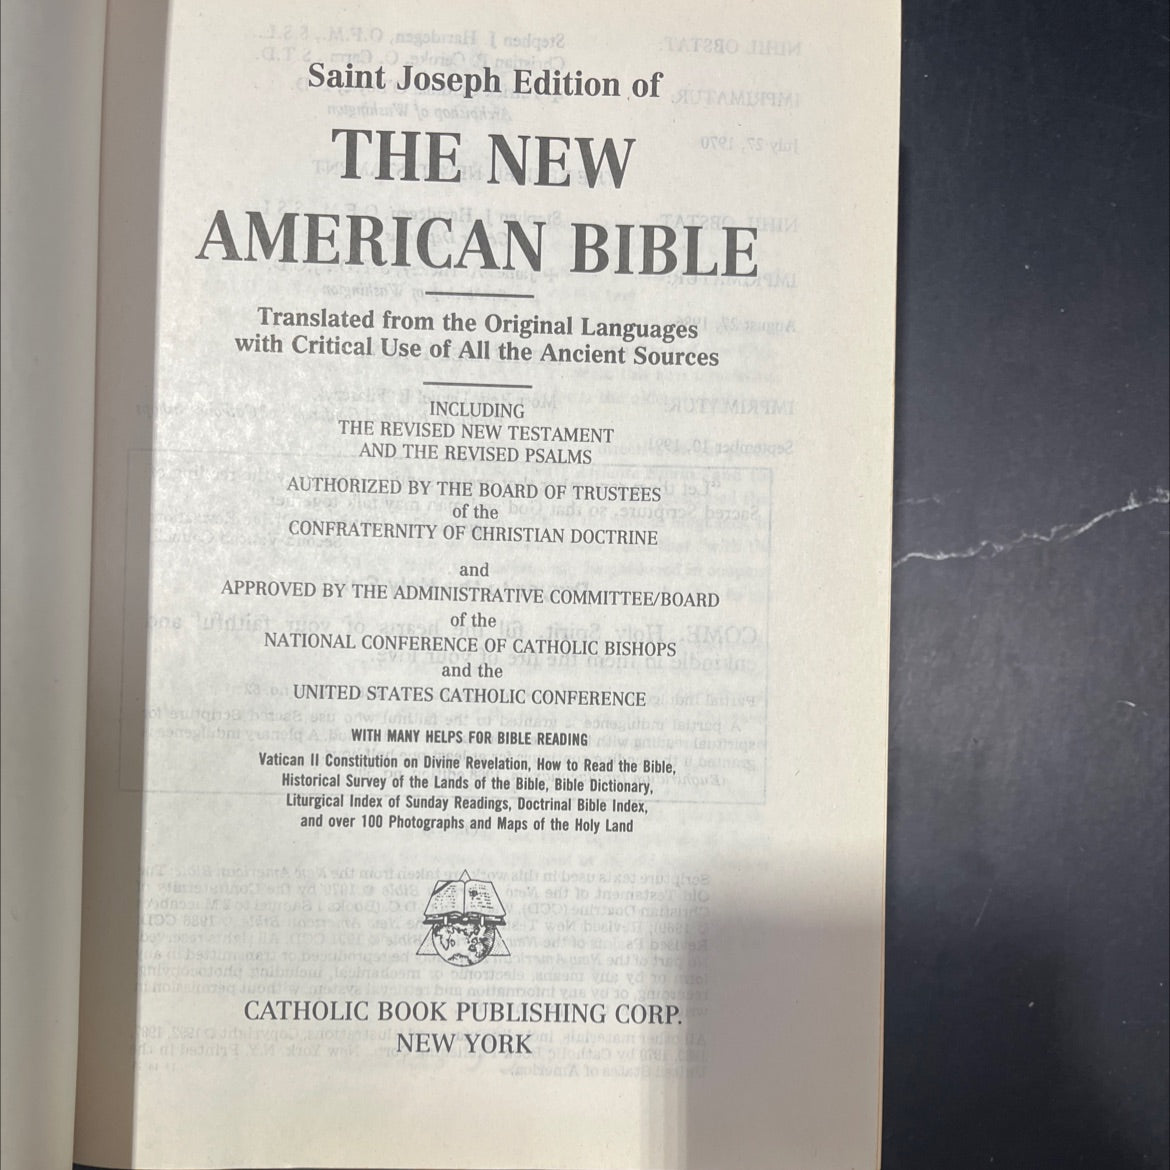 Saint Joseph Edition of
THE NEW
AMERICAN BIBLE
Translated from the Original Languages
with Critical Use of All the Ancient Sources
INCLUDING
THE REVISED NEW TESTAMENT
AND THE REVISED PSALMS
AUTHORIZED BY THE BOARD OF TRUSTEES
of the
CONFRATERNITY OF CHRISTIAN DOCTRINE
and
APPROVED BY THE ADMINISTRATIVE COMMITTEE/BOARD
of the
NATIONAL CONFERENCE OF CATHOLIC BISHOPS
and the
UNITED STATES CATHOLIC CONFERENCE
WITH MANY HELPS FOR BIBLE READING
Vatican II Constitution on Divine Revelation, How to Read the Bible,
Historical Survey of the Lands of the Bible, Bible Dictionary,
Liturgical Index of Sunday Readings, Doctrinal Bible Index,
and over 100 Photographs and Maps of the Holy Land
CATHOLIC BOOK PUBLISHING CORP.
NEW YORK